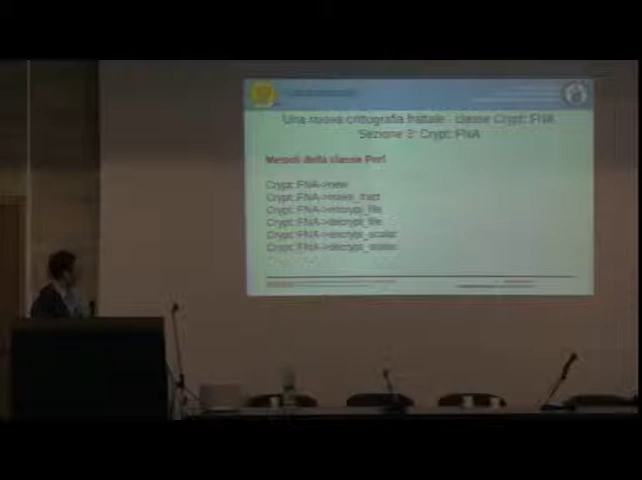 Una nuova crittografia frattale - classe Crypt::FNA
Sezione 3: Crypt::FNA
Metodi della classe Perl
Crypt::FNA->new
Crypt::FNA->make_fract
Crypt::FNA->encrypt_file
Crypt::FNA->decrypt_file
Crypt::FNA->encrypt_scalar
Crypt::FNA->decrypt_scalar